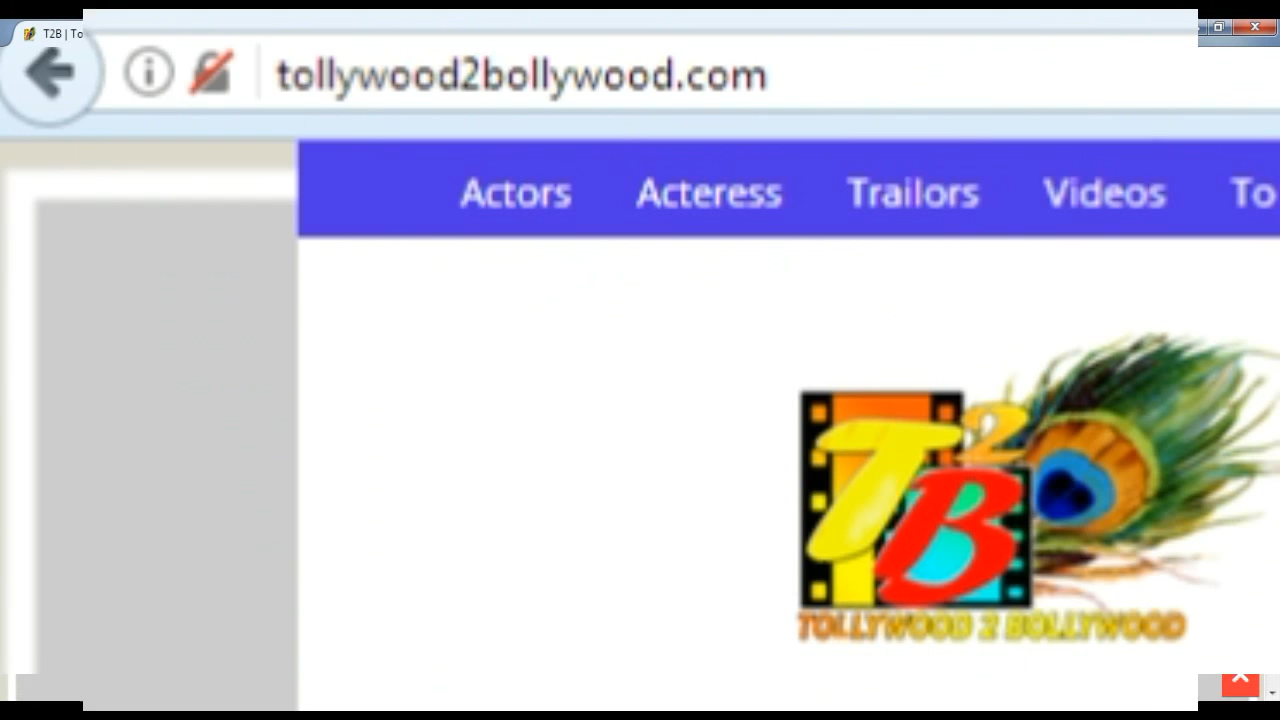 T2B | To
tollywood2bollywood.com
Actors Acteress Trailors Videos To
T2B
TOLLYWOOD 2 BOLLYWOOD